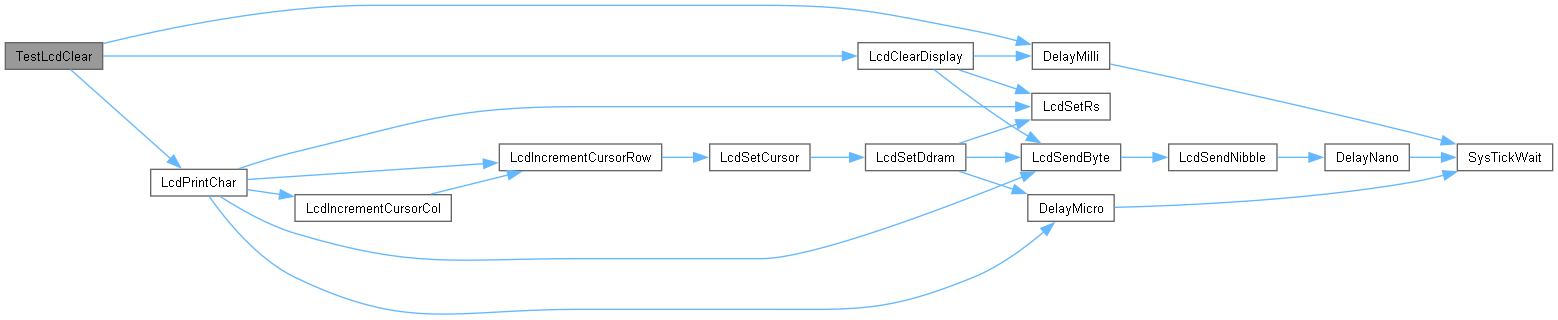 TestLcdClear
LcdClearDisplay
DelayMilli
LcdSetRs
LcdIncrementCursorRow
LcdSetCursor
LcdSetDdram
LcdSendByte
LcdSendNibble
DelayNano
SysTickWait
LcdPrintChar
LcdIncrementCursorCol
DelayMicro